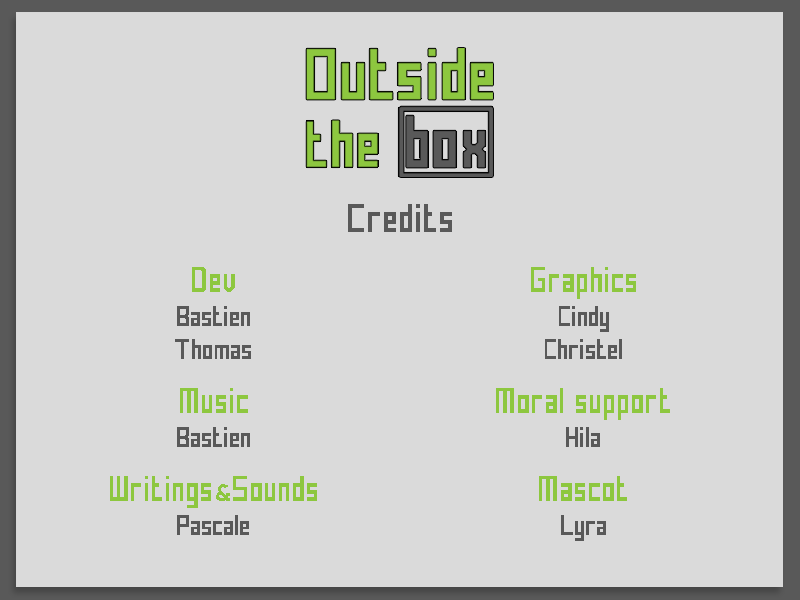 Outside
the box
Credits
Dev
Bastien
Thomas
Graphics
Cindy
Christel
Music
Bastien
Moral support
Hila
Writings&Sounds
Pascale
Mascot
Lyra